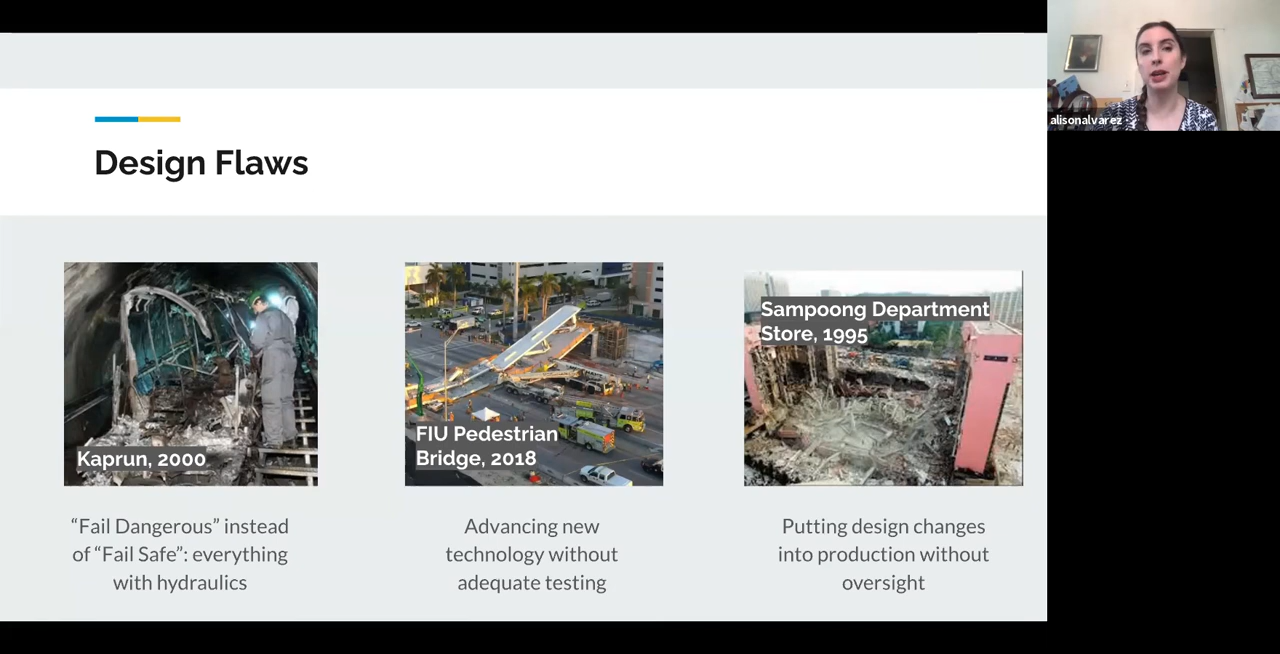 alisonalvarez
Design Flaws
Kaprun, 2000
FIU Pedestrian
Bridge, 2018
Sampoong Department
Store, 1995
“Fail Dangerous” instead
of “Fail Safe”: everything
with hydraulics
Advancing new
technology without
adequate testing
Putting design changes
into production without
oversight